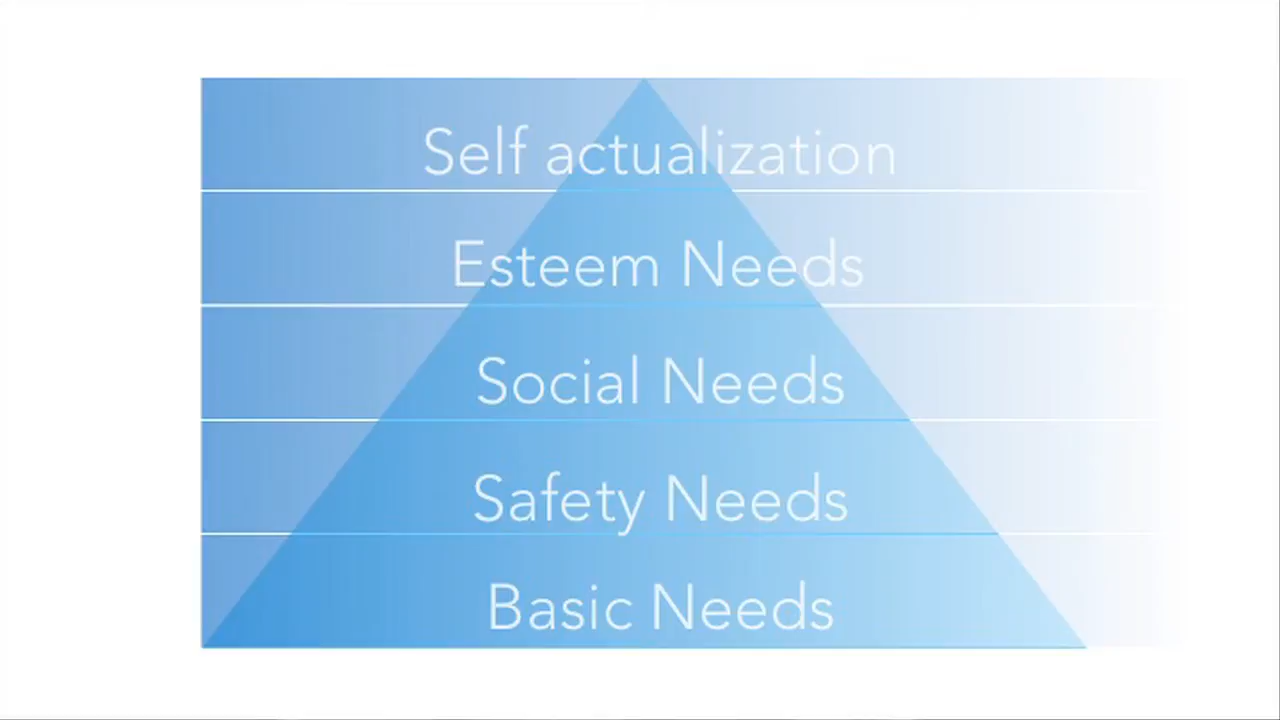 Self actualization
Esteem Needs
Social Needs
Safety Needs
Basic Needs